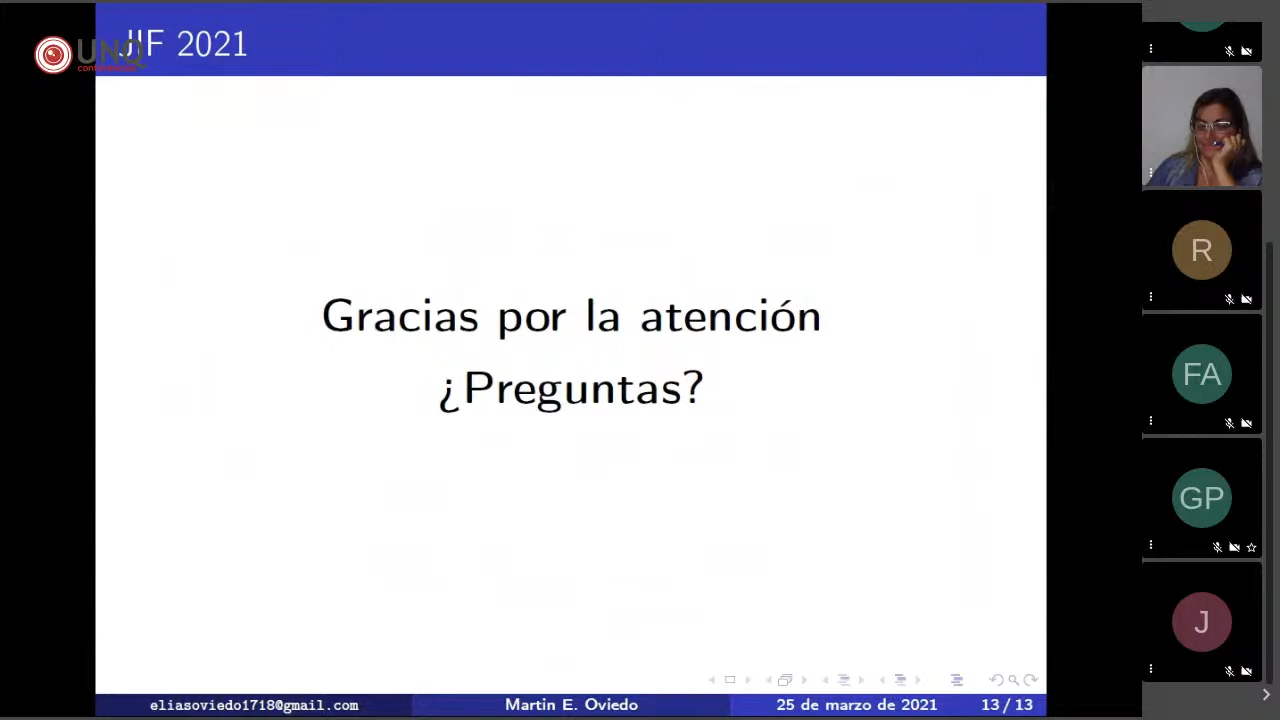 JIF 2021
UNQ
Gracias por la atención
¿Preguntas?
R
FA
GP
J
eliasoviedo1718@gmail.com
Martin E. Oviedo
25 de marzo de 2021
13 / 13